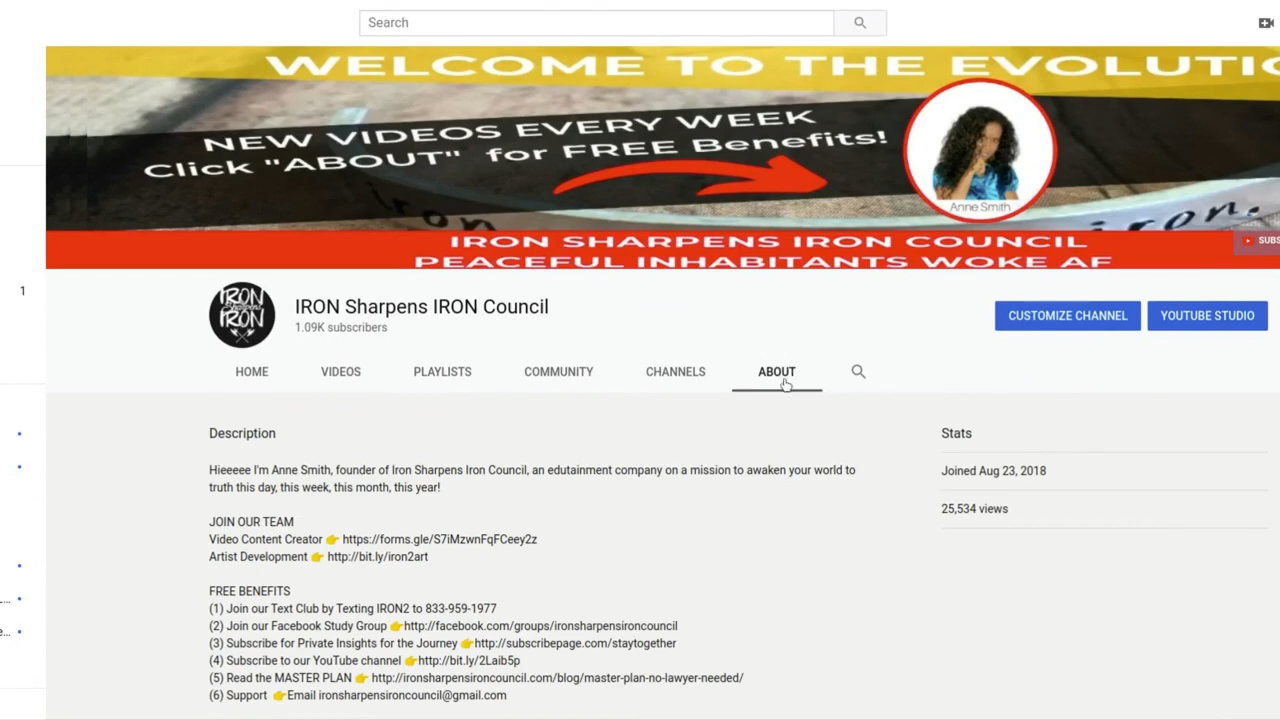 Search
WELCOME TO THE EVOLUTIO
NEW VIDEOS EVERY WEEK
Click "ABOUT" for FREE Benefits!
Anne Smith
Iron
iron.
IRON SHARPENS IRON COUNCIL
PEACEFUL INHABITANTS WOKE AF
SUBS
1
IRON
Sharpens
IRON
IRON Sharpens IRON Council
1.09K subscribers
CUSTOMIZE CHANNEL
YOUTUBE STUDIO
HOME
VIDEOS
PLAYLISTS
COMMUNITY
CHANNELS
ABOUT
Description
Hieeeee I'm Anne Smith, founder of Iron Sharpens Iron Council, an edutainment company on a mission to awaken your world to
truth this day, this week, this month, this year!
JOIN OUR TEAM
Video Content Creator 👉 https://forms.gle/S7iMzwnFqFCeey2z
Artist Development 👉 http://bit.ly/iron2art
FREE BENEFITS
(1) Join our Text Club by Texting IRON2 to 833-959-1977
(2) Join our Facebook Study Group 👉http://facebook.com/groups/ironsharpensironcouncil
(3) Subscribe for Private Insights for the Journey 👉http://subscribepage.com/staytogether
(4) Subscribe to our YouTube channel 👉http://bit.ly/2Laib5p
(5) Read the MASTER PLAN 👉 http://ironsharpensironcouncil.com/blog/master-plan-no-lawyer-needed/
(6) Support 👉Email ironsharpensironcouncil@gmail.com
Stats
Joined Aug 23, 2018
25,534 views